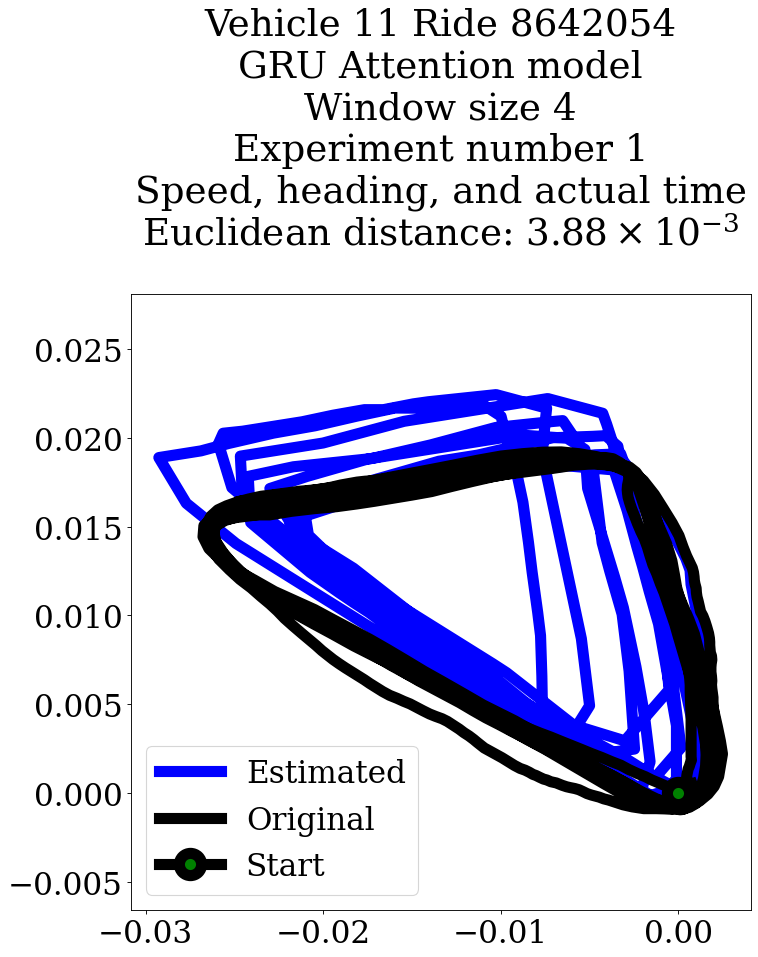 Vehicle 11 Ride 8642054
GRU Attention model
Window size 4
Experiment number 1
Speed, heading, and actual time
Euclidean distance: 3.88 × 10⁻³
0.025
0.020
0.015
0.010
0.005
0.000
−0.005
Estimated
Original
Start
−0.03
−0.02
−0.01
0.00